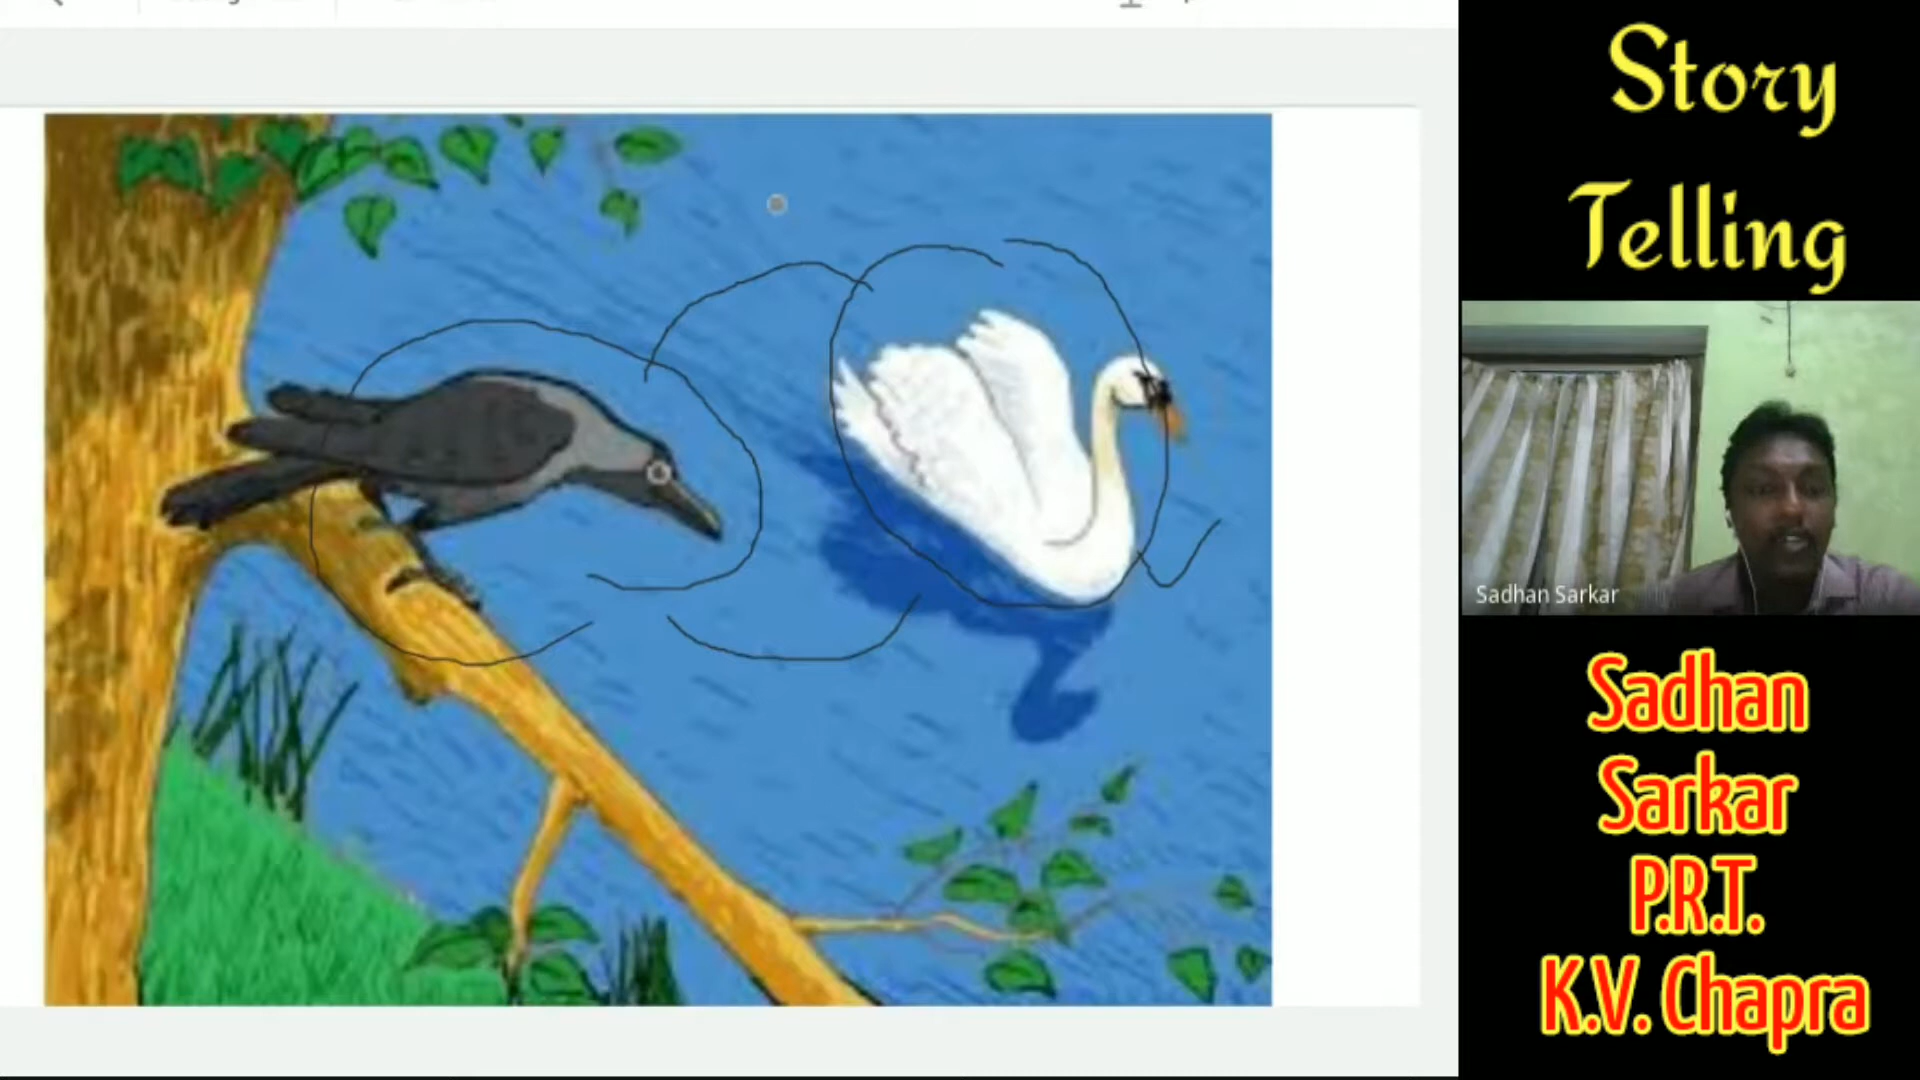 Story
Telling
Sadhan Sarkar
Sadhan
Sarkar
P.R.T.
K.V. Chapra